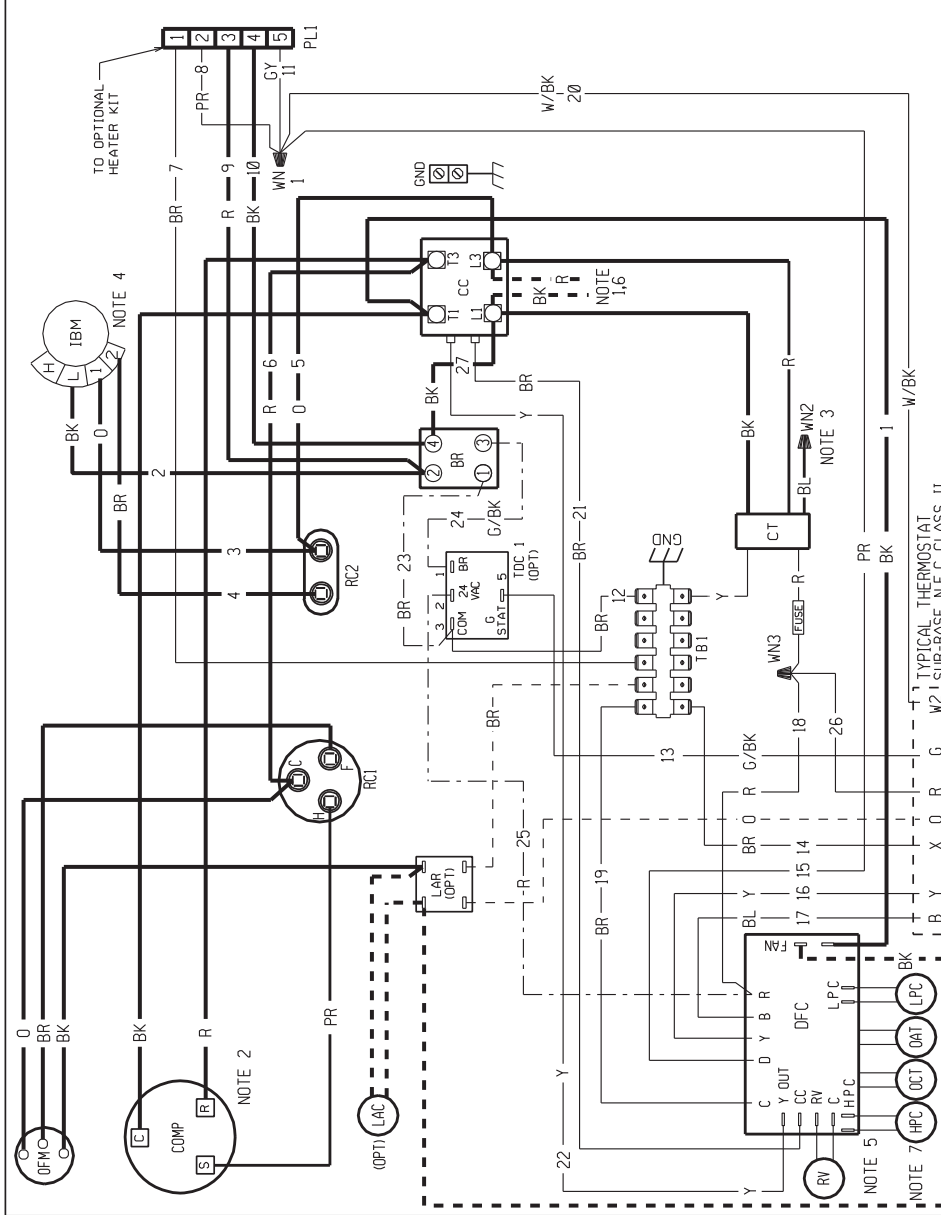 TO OPTIONAL
HEATER KIT
1
2
3
4
5
PL1
BR 7
PR 8
R 9
BK 10
GY 11
WN
1
W/BK
20
GND
IBM
H
L
1
2
NOTE 4
BK
O
BR
2
3
4
RC2
R 6
O 5
T1
T3
CC
L1
L3
BK
R
NOTE
1,6
27
BK
BR
Y
BR
4
2
3
1
24
G/BK
23
BR
BR 21
TDC 1
(OPT)
1
2
3
BR
24
VAC
COM
G
STAT
5
BK
R
BL
WN2
NOTE 3
CT
1
BK
PR
W/BK
GND
TB1
BR 12
Y
R
FUSE
WN3
18
26
BR
13
G/BK
R
O
BR 14
15
Y 16
BL 17
TYPICAL THERMOSTAT
SUB-BASE, N.E.C. CLASS II
W2
G
R
O
X
Y
B
RC1
C
H
F
LAR
(OPT)
R 25
BR 19
O
BR
BK
OFM
BK
R
PR
COMP
C
R
S
NOTE 2
(OPT)
LAC
22
Y
Y
DFC
FAN
BK
R
B
Y
D
C
Y OUT
CC
RV
C
HPC
LPC
RV
NOTE 5
NOTE 7
HPC
OCT
OAT
LPC